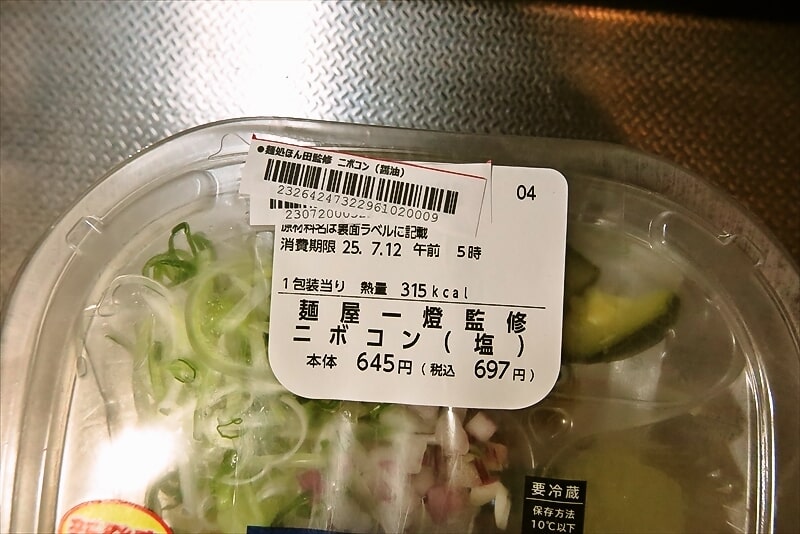 ●麺処ほん田監修 ニボコン(醤油)
23264247322961020009
04
原材料名は裏面ラベルに記載
消費期限 25. 7.12 午前 5時
1包装当り 熱量 315kcal
麺屋一燈監修
ニボコン(塩)
本体 645円(税込 697円)
要冷蔵
保存方法
10℃以下